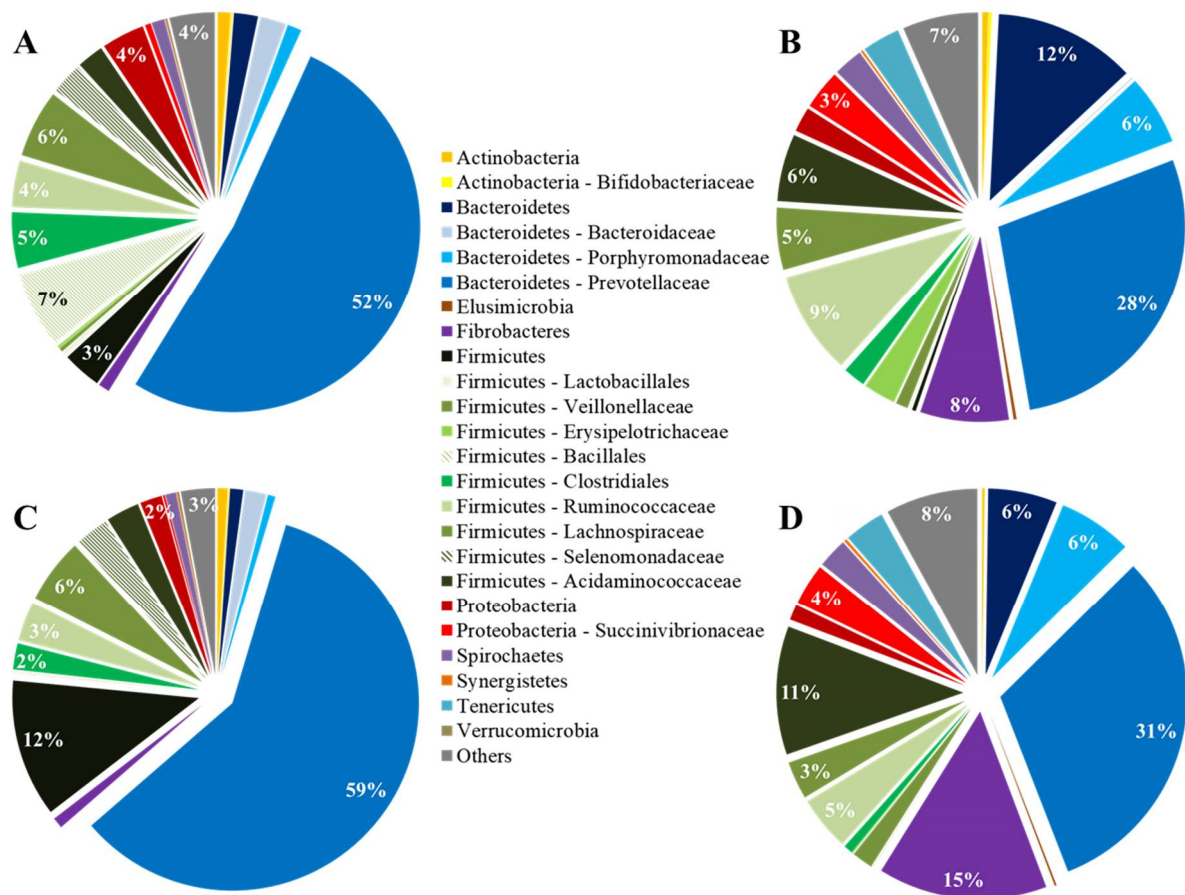 A
4%
4%
6%
4%
5%
7%
3%
52%
B
7%
12%
3%
6%
6%
5%
9%
28%
8%
Actinobacteria
Actinobacteria - Bifidobacteriaceae
Bacteroidetes
Bacteroidetes - Bacteroidaceae
Bacteroidetes - Porphyromonadaceae
Bacteroidetes - Prevotellaceae
Elusimicrobia
Fibrobacteres
Firmicutes
Firmicutes - Lactobacillales
Firmicutes - Veillonellaceae
Firmicutes - Erysipelotrichaceae
Firmicutes - Bacillales
Firmicutes - Clostridiales
Firmicutes - Ruminococcaceae
Firmicutes - Lachnospiraceae
Firmicutes - Selenomonadaceae
Firmicutes - Acidaminococcaceae
Proteobacteria
Proteobacteria - Succinivibrionaceae
Spirochaetes
Synergistetes
Tenericutes
Verrucomicrobia
Others
C
2%
3%
6%
3%
2%
12%
59%
D
8%
6%
6%
4%
11%
3%
5%
31%
15%